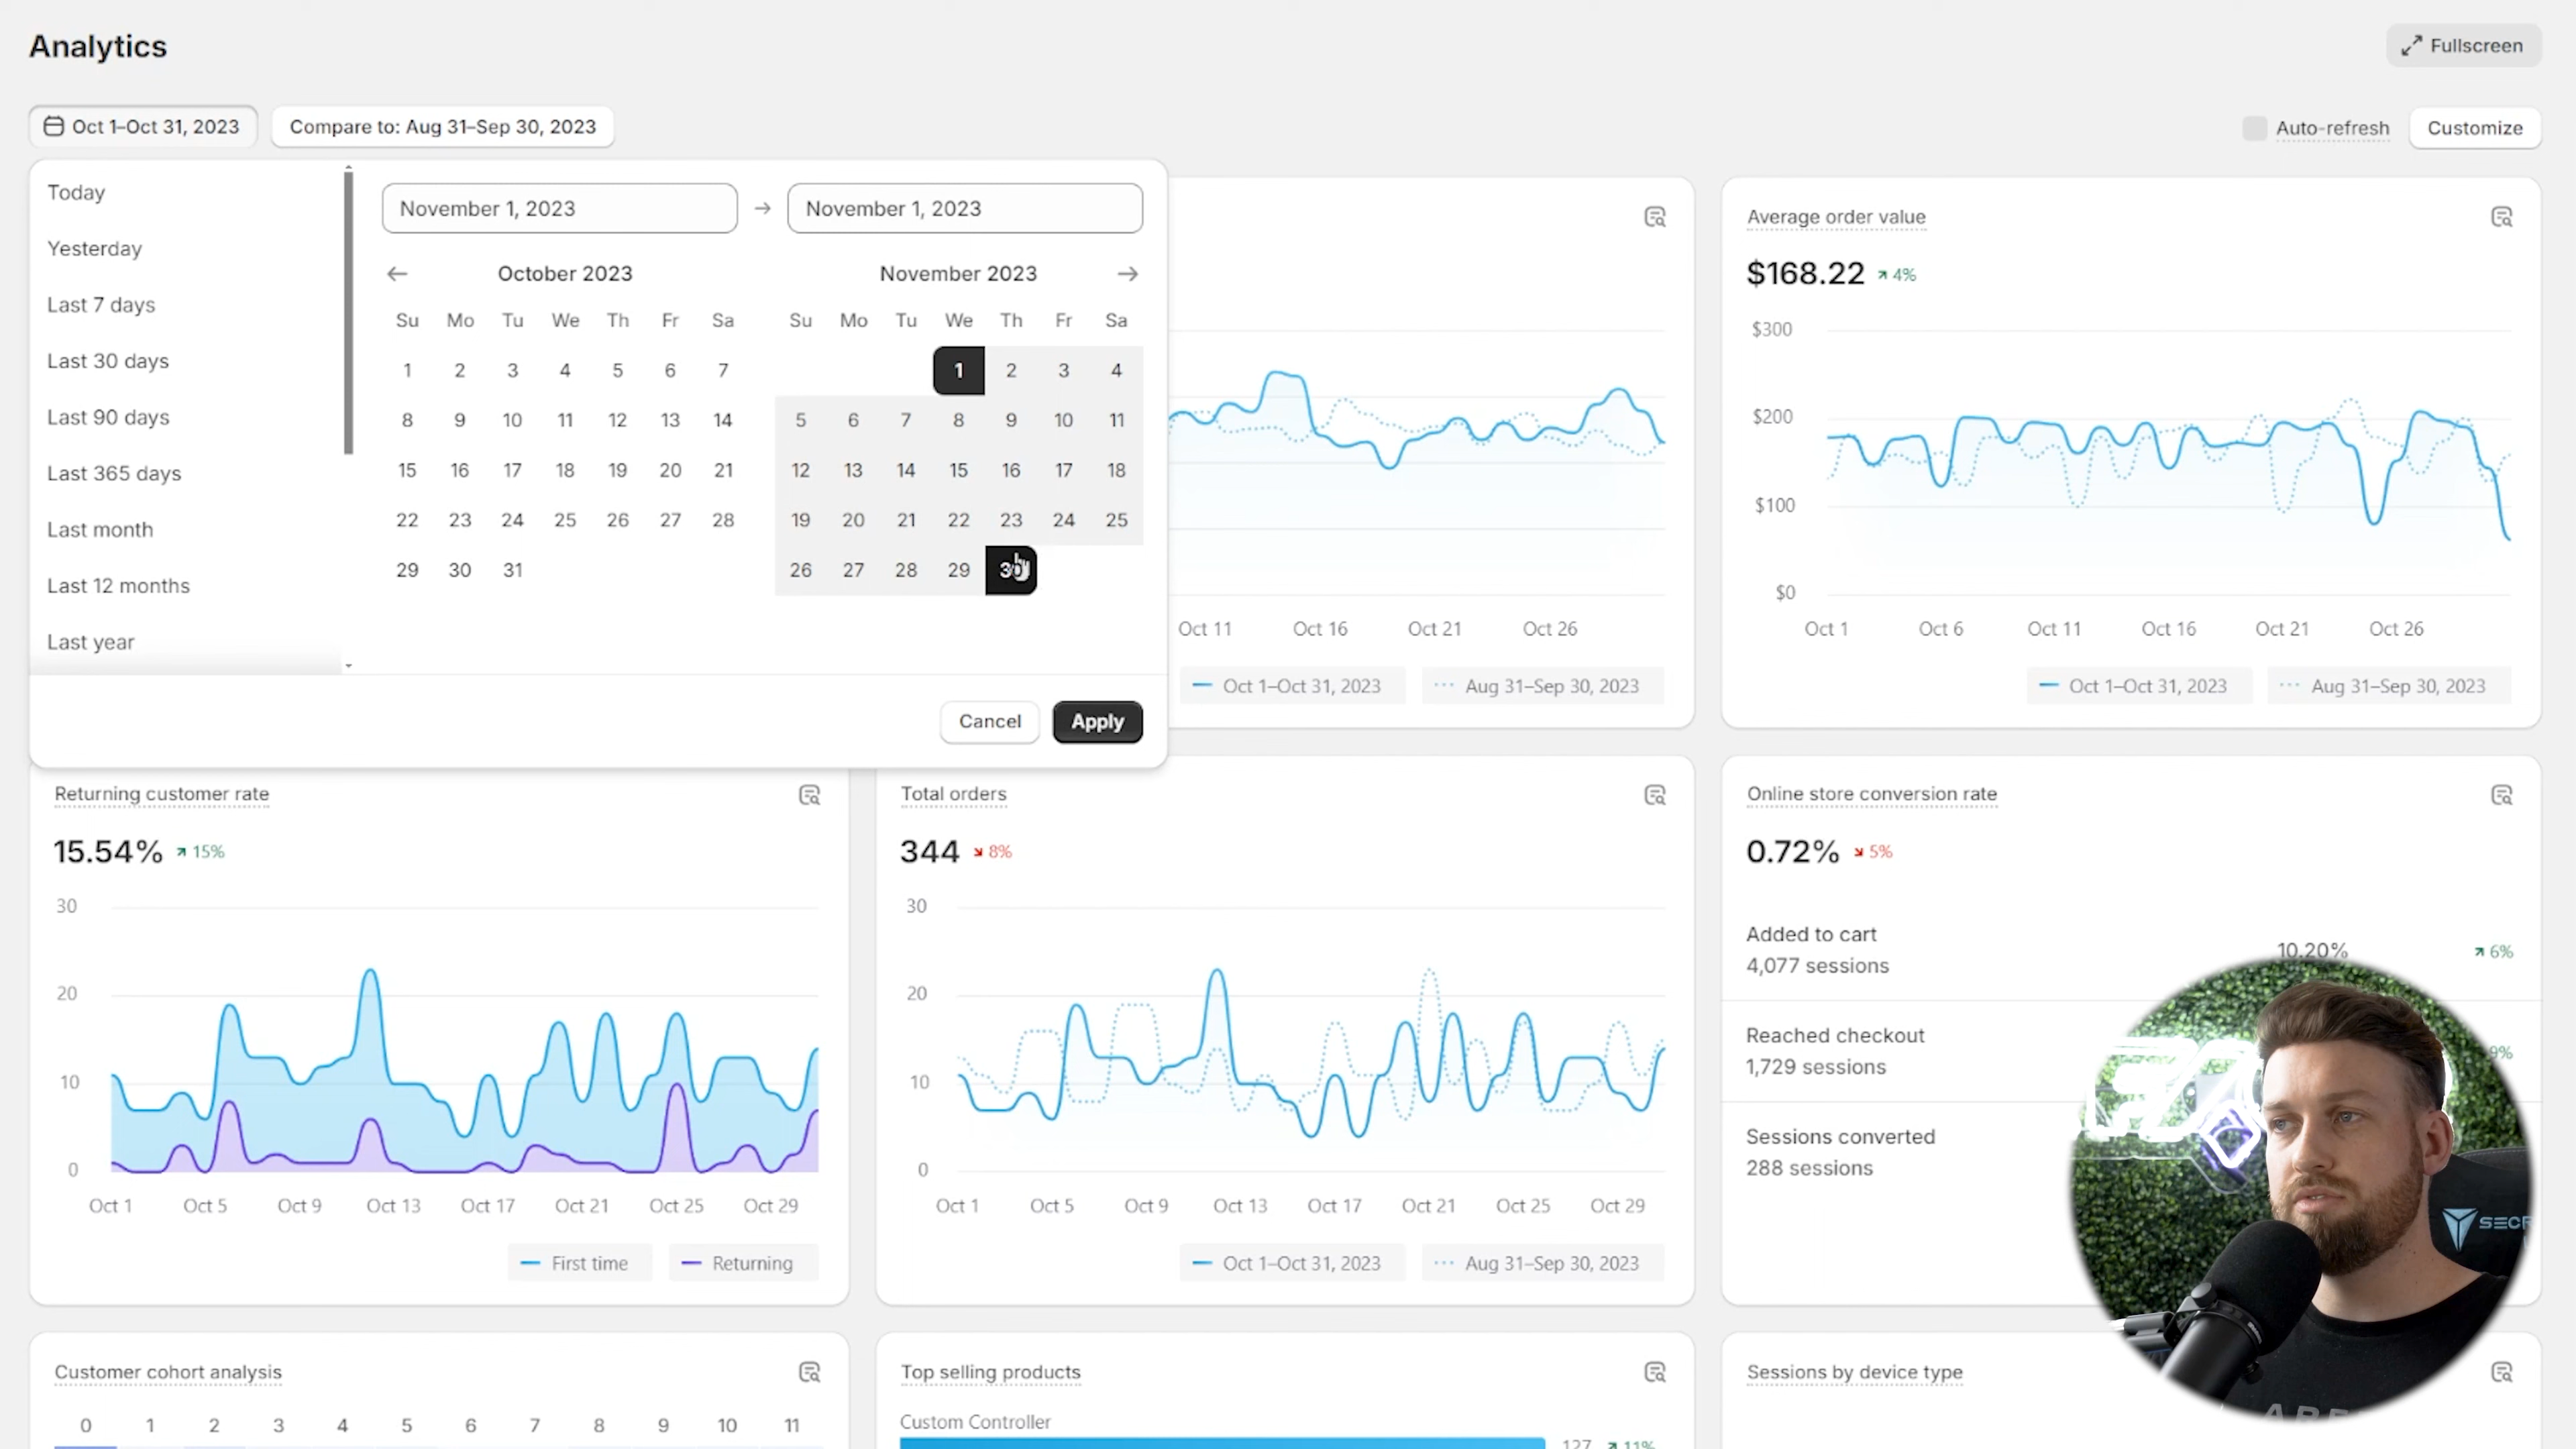 Analytics
Fullscreen
Oct 1–Oct 31, 2023
Compare to: Aug 31–Sep 30, 2023
Auto-refresh
Customize
Today
Yesterday
Last 7 days
Last 30 days
Last 90 days
Last 365 days
Last month
Last 12 months
Last year
November 1, 2023
November 1, 2023
October 2023
Su Mo Tu We Th Fr Sa
1 2 3 4 5 6 7
8 9 10 11 12 13 14
15 16 17 18 19 20 21
22 23 24 25 26 27 28
29 30 31
November 2023
Su Mo Tu We Th Fr Sa
1 2 3 4
5 6 7 8 9 10 11
12 13 14 15 16 17 18
19 20 21 22 23 24 25
26 27 28 29 30
Cancel
Apply
Oct 11 Oct 16 Oct 21 Oct 26
Oct 1–Oct 31, 2023
Aug 31–Sep 30, 2023
Average order value
$168.22 4%
$300
$200
$100
$0
Oct 1 Oct 6 Oct 11 Oct 16 Oct 21 Oct 26
Oct 1–Oct 31, 2023
Aug 31–Sep 30, 2023
Returning customer rate
15.54% 15%
30
20
10
0
Oct 1 Oct 5 Oct 9 Oct 13 Oct 17 Oct 21 Oct 25 Oct 29
First time
Returning
Total orders
344 8%
30
20
10
0
Oct 1 Oct 5 Oct 9 Oct 13 Oct 17 Oct 21 Oct 25 Oct 29
Oct 1–Oct 31, 2023
Aug 31–Sep 30, 2023
Online store conversion rate
0.72% 5%
Added to cart
4,077 sessions
10.20% 6%
Reached checkout
1,729 sessions
9%
Sessions converted
288 sessions
Customer cohort analysis
0 1 2 3 4 5 6 7 8 9 10 11
Top selling products
Custom Controller
127 11%
Sessions by device type